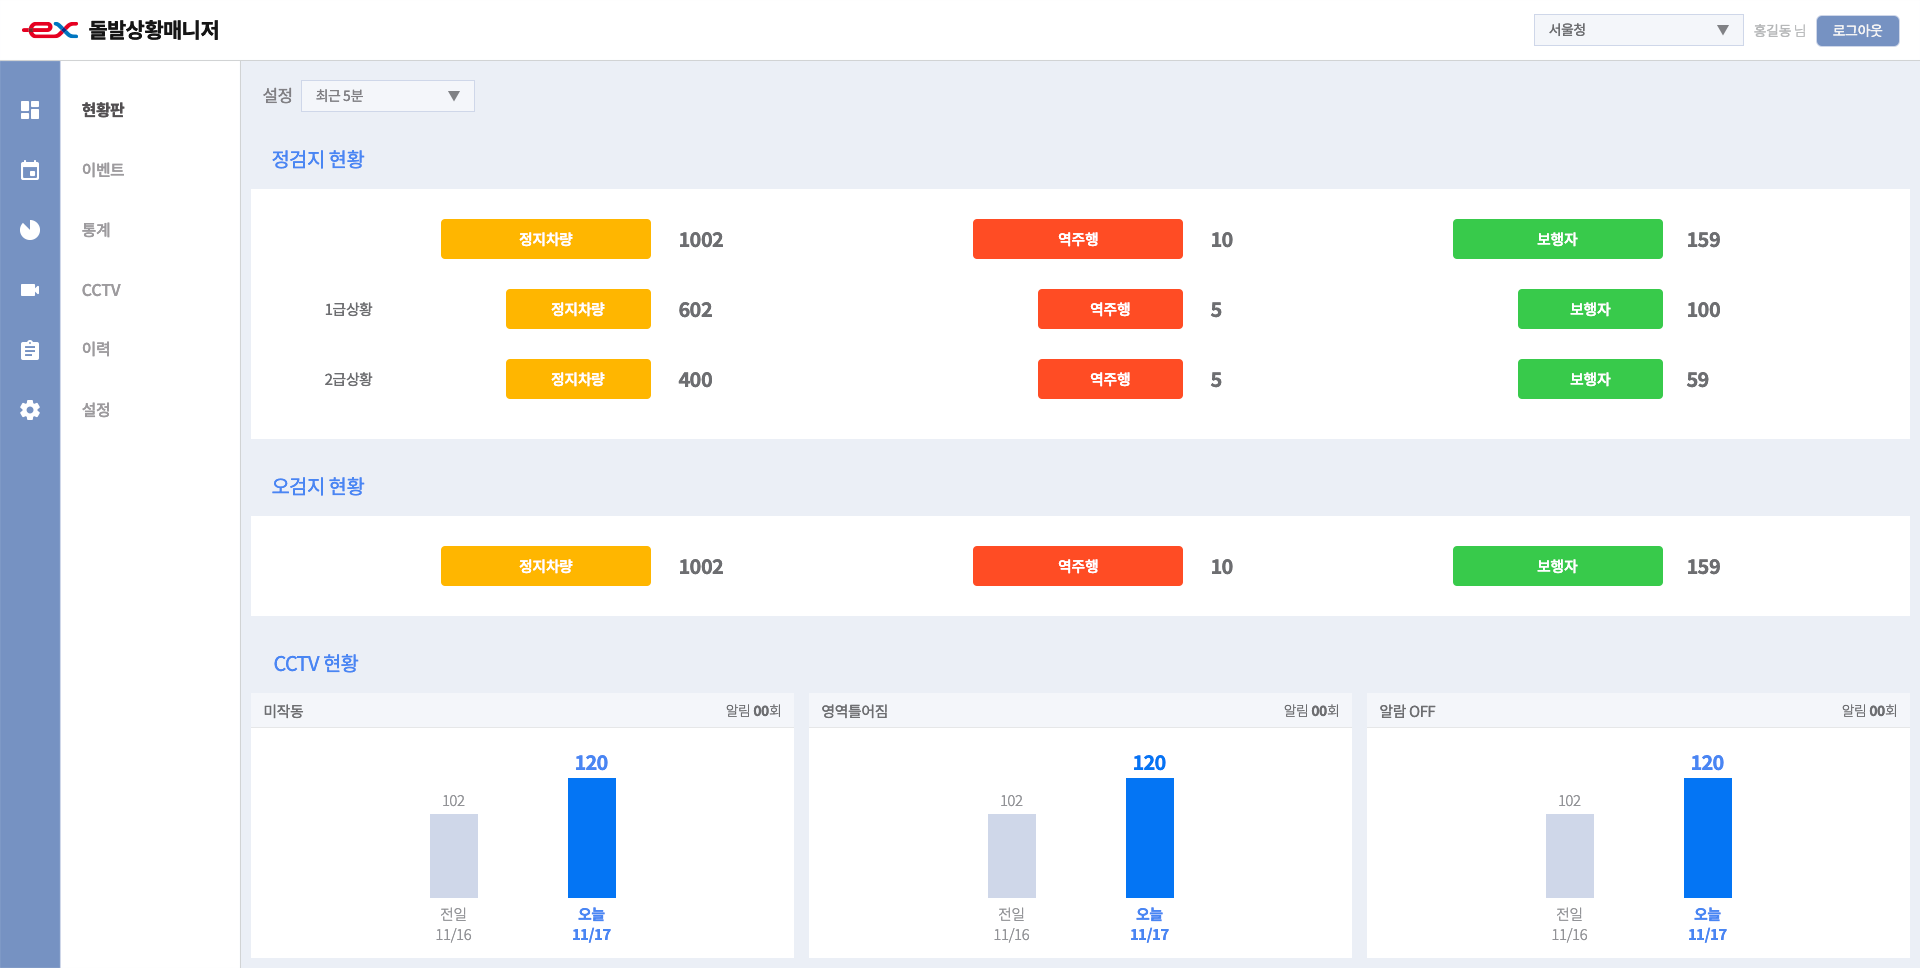 ex 돌발상황매니저
서울청 ▼ 홍길동 님 로그아웃
현황판
이벤트
통계
CCTV
이력
설정
설정 최근 5분 ▼
정검지 현황
정지차량 1002 역주행 10 보행자 159
1급상황 정지차량 602 역주행 5 보행자 100
2급상황 정지차량 400 역주행 5 보행자 59
오검지 현황
정지차량 1002 역주행 10 보행자 159
CCTV 현황
미작동 알림 00회
102
120
전일
11/16
오늘
11/17
영역틀어짐 알림 00회
102
120
전일
11/16
오늘
11/17
알람 OFF 알림 00회
102
120
전일
11/16
오늘
11/17